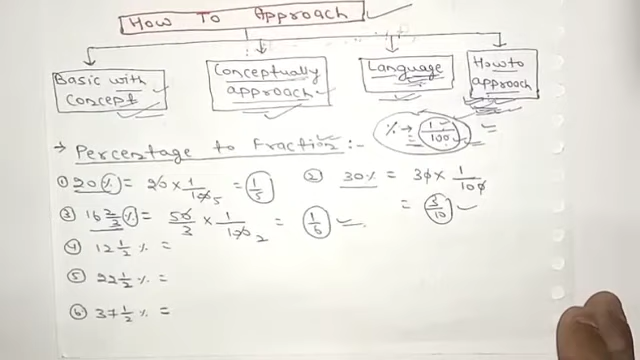 How To Approach
Basic with concept
Conceptually approach
Language
How to approach
% → 1/100 =
→ Percentage to Fraction :-
① 20% = 20 × 1/100 5 = 1/5
② 30% = 30 × 1/100
= 3/10
③ 16 2/3 % = 50/3 × 1/100 2 = 1/6
④ 12 1/2 % =
⑤ 22 1/2 % =
⑥ 37 1/2 % =